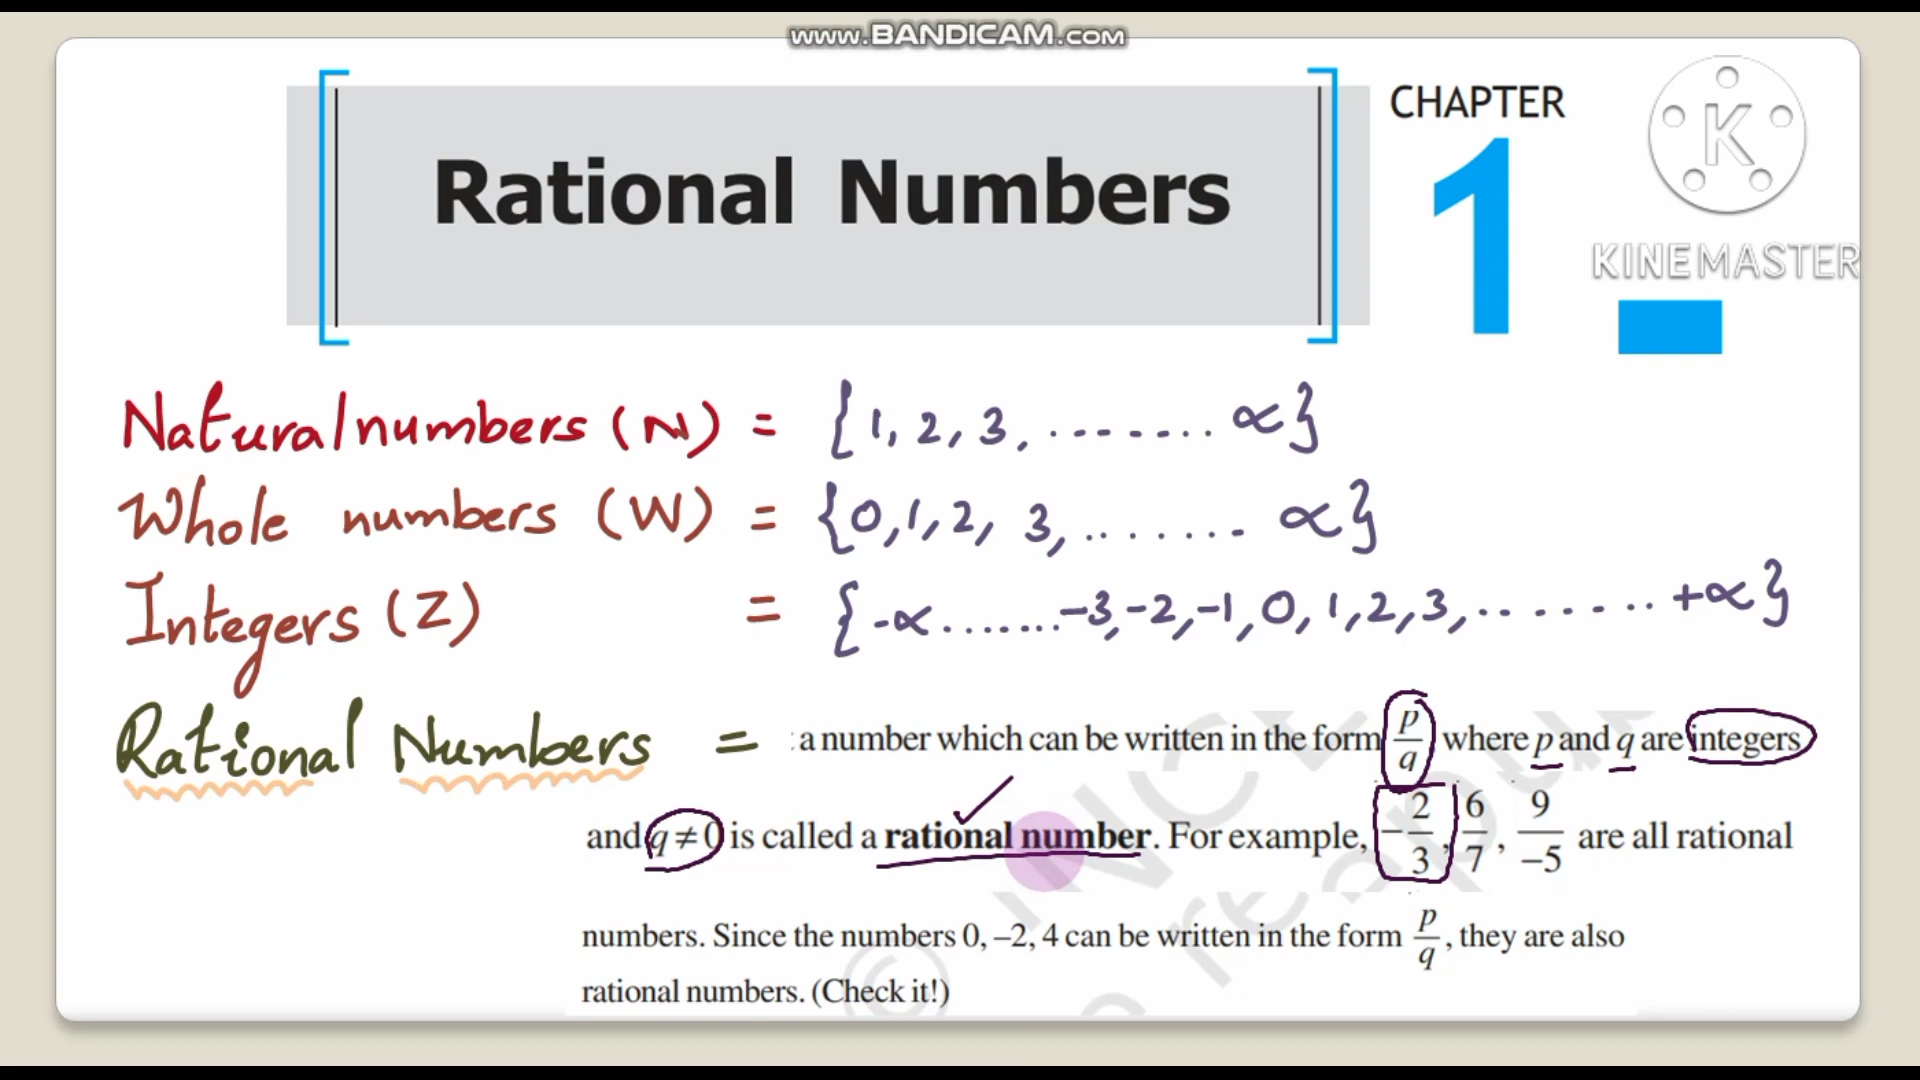 www.BANDICAM.com
Rational Numbers
CHAPTER
1
K
KINEMASTER
Natural numbers (N) = {1, 2, 3, ........ ∝}
Whole numbers (W) = {0, 1, 2, 3, ........ ∝}
Integers (Z) = {-∝.......-3,-2,-1,0,1,2,3,........+∝}
Rational Numbers = : a number which can be written in the form p/q where p and q are integers
and q ≠ 0 is called a rational number. For example, -2/3, 6/7, 9/-5 are all rational
numbers. Since the numbers 0, –2, 4 can be written in the form p/q, they are also
rational numbers. (Check it!)